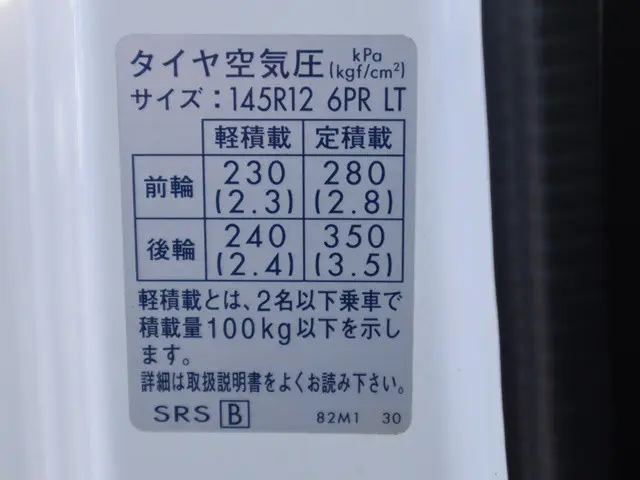 タイヤ空気圧 kPa (kgf/cm²)
サイズ：145R12 6PR LT
軽積載 定積載
前輪 230 (2.3) 280 (2.8)
後輪 240 (2.4) 350 (3.5)
軽積載とは、2名以下乗車で
積載量100kg以下を示し
ます。
詳細は取扱説明書をよくお読み下さい。
SRS B 82M1 30